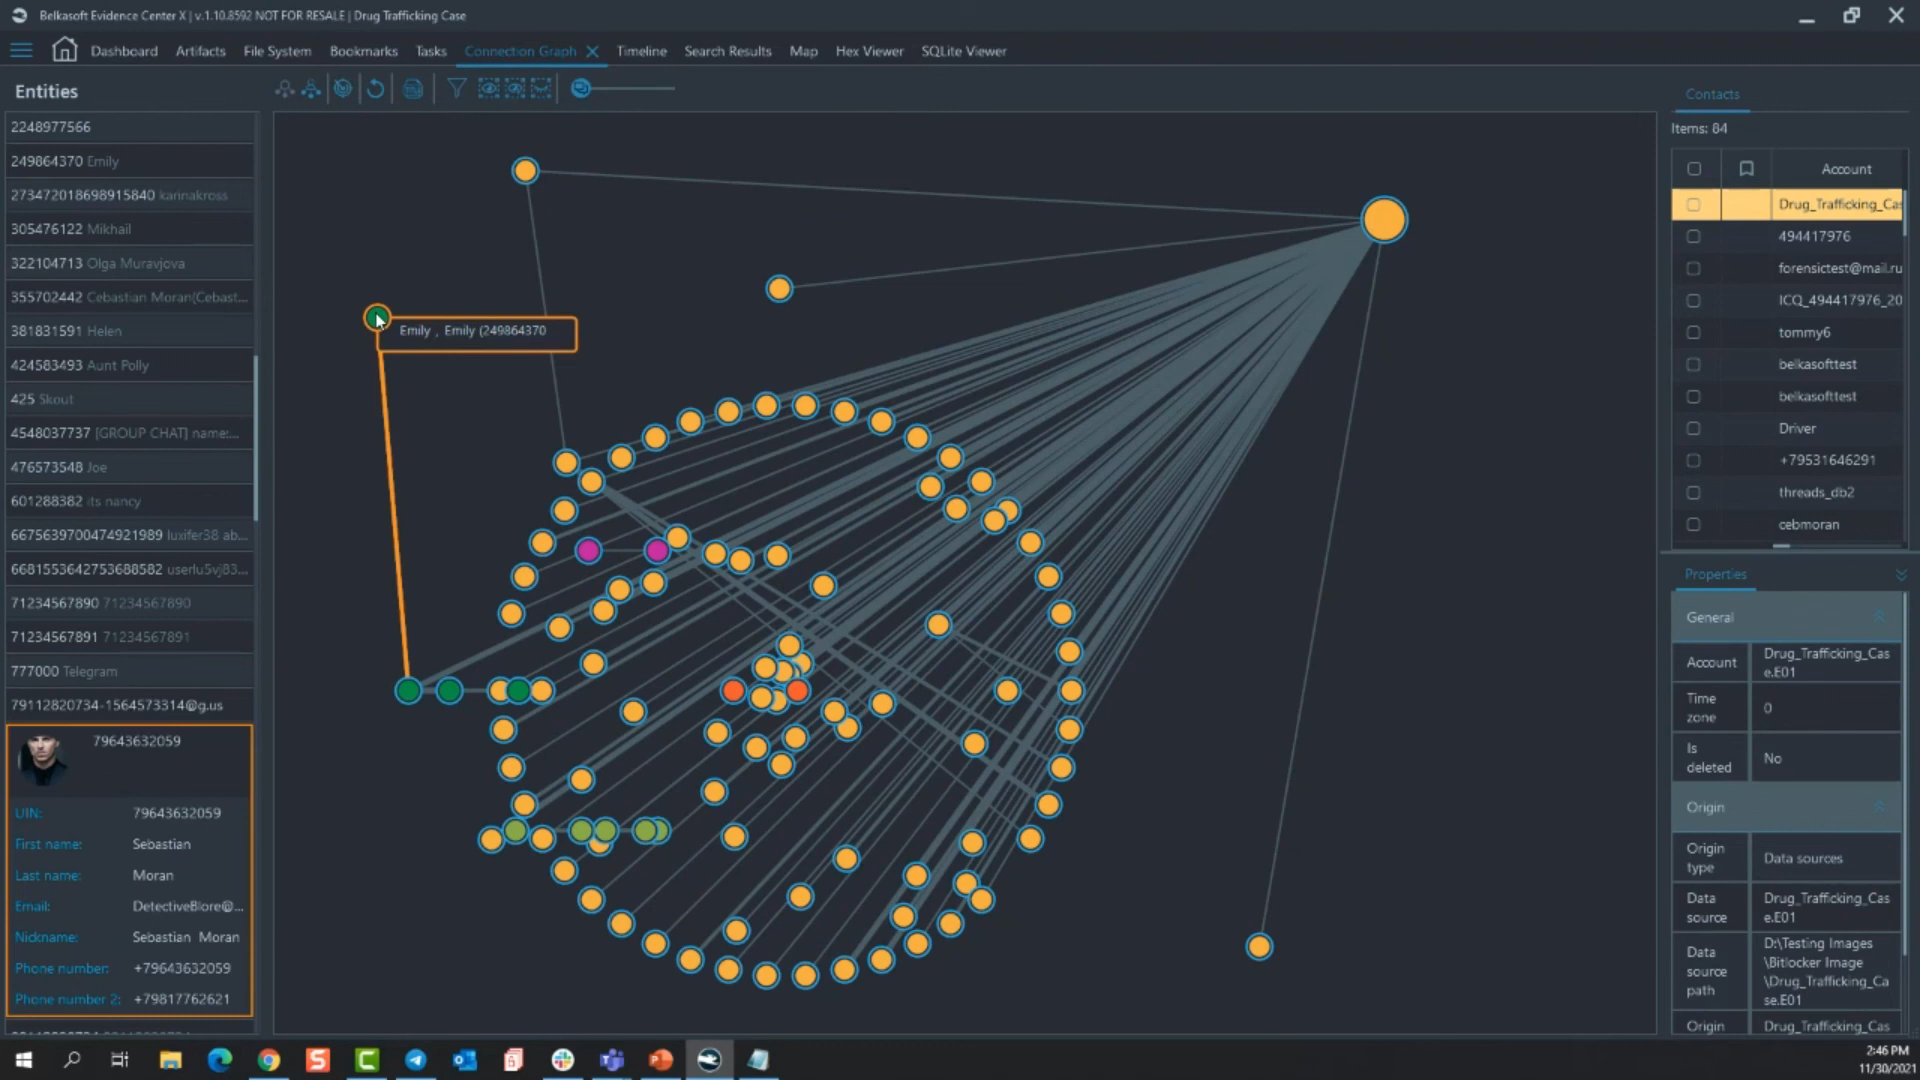 Belkasoft Evidence Center X | v.1.10.8592 NOT FOR RESALE | Drug Trafficking Case
Dashboard Artifacts File System Bookmarks Tasks Connection Graph Timeline Search Results Map Hex Viewer SQLite Viewer
Entities
2248977566
249864370 Emily
273472018698915840 karinakross
305476122 Mikhail
322104713 Olga Muravjova
355702442 Cebastian Moran(Cebast...
381831591 Helen
424583493 Aunt Polly
425 Skout
4548037737 [GROUP CHAT] name:...
476573548 Joe
601288382 its nancy
6675639700474921989 luxifer38 ab...
6681553642753688582 userlu5vj83...
71234567890 71234567890
71234567891 71234567891
777000 Telegram
79112820734-1564573314@g.us
79643632059
UIN: 79643632059
First name: Sebastian
Last name: Moran
Email: DetectiveBlore@...
Nickname: Sebastian Moran
Phone number: +79643632059
Phone number 2: +79817762621
Emily , Emily (249864370
Contacts
Items: 84
Account
Drug_Trafficking_Cas
494417976
forensictest@mail.ru
ICQ_494417976_20
tommy6
belkasofttest
belkasofttest
Driver
+79531646291
threads_db2
cebmoran
Properties
General
Account Drug_Trafficking_Cas
e.E01
Time
zone 0
Is
deleted No
Origin
Origin
type Data sources
Data
source Drug_Trafficking_Cas
e.E01
Data
source
path D:\Testing Images
\Bitlocker Image
\Drug_Trafficking_Ca
se.E01
Origin Drug_Trafficking_Cas
2:46 PM
11/30/2021